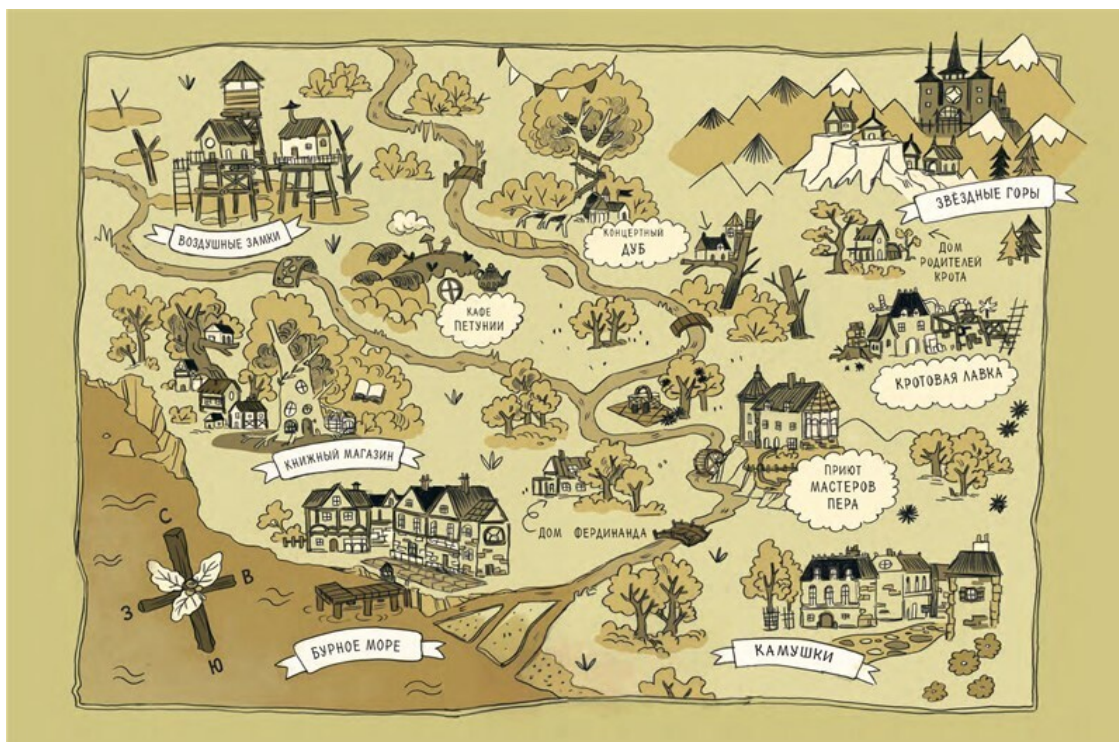 ЗВЁЗДНЫЕ ГОРЫ
ВОЗДУШНЫЕ ЗАМКИ
КОНЦЕРТНЫЙ
ДУБ
ДОМ
РОДИТЕЛЕЙ
КРОТА
КАФЕ
ПЕТУНИИ
КРОТОВАЯ ЛАВКА
КНИЖНЫЙ МАГАЗИН
ПРИЮТ
МАСТЕРОВ
ПЕРА
ДОМ ФЕРДИНАНДА
С
В
З
Ю
БУРНОЕ МОРЕ
КАМУШКИ